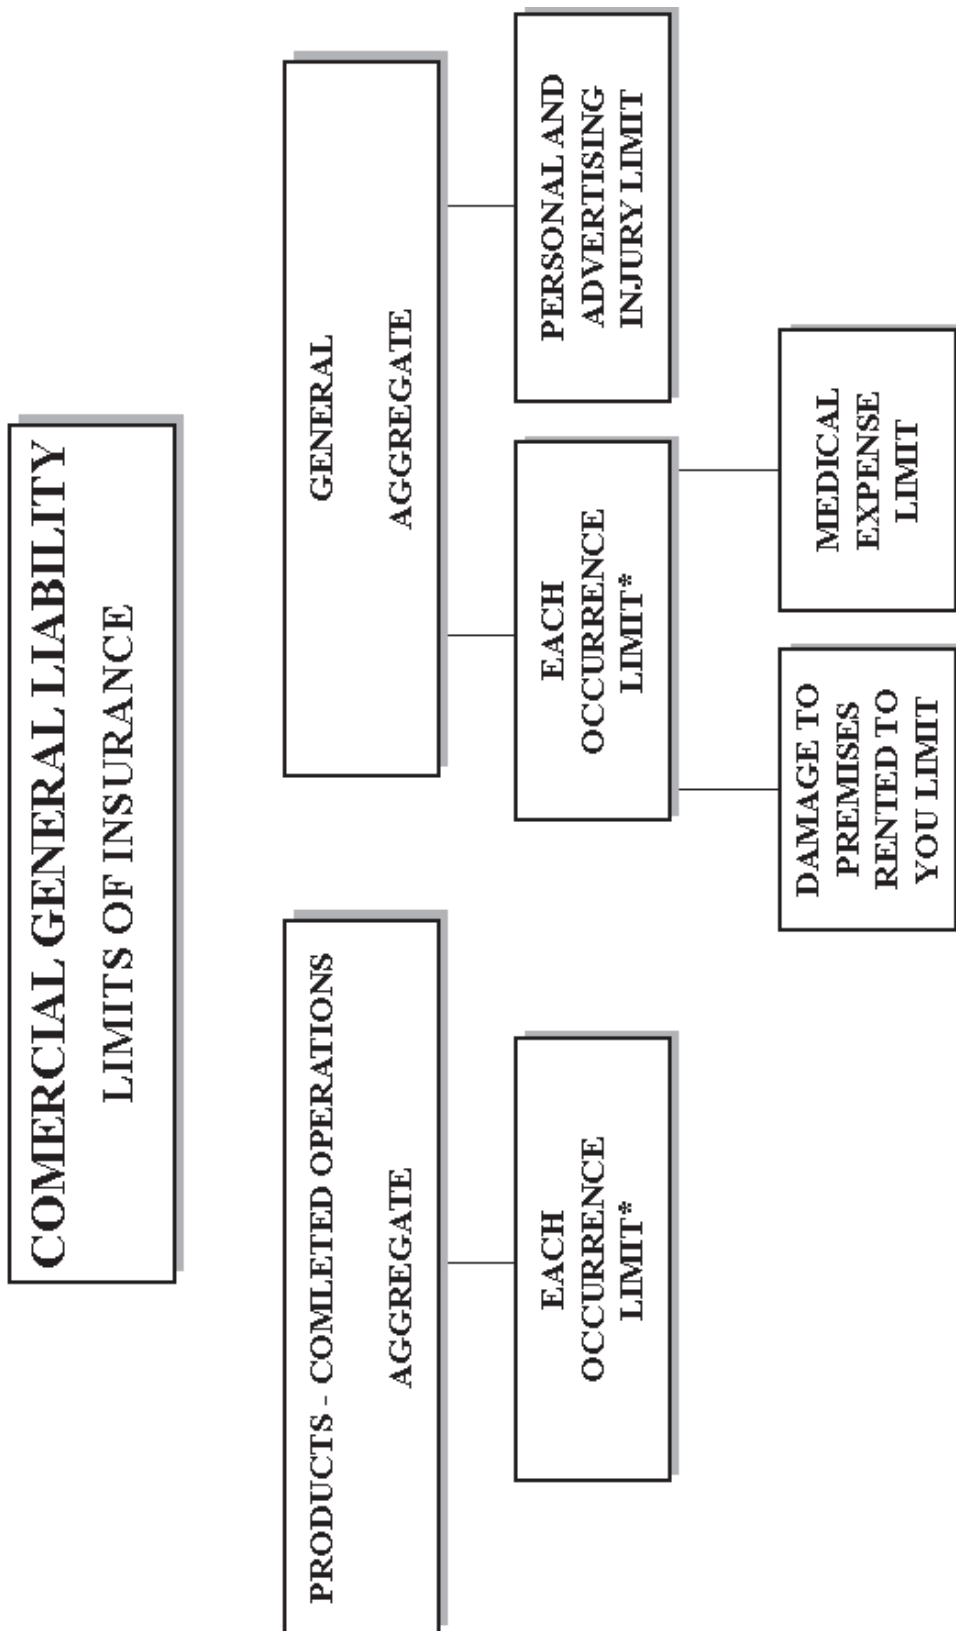 COMERCIAL GENERAL LIABILITY
LIMITS OF INSURANCE
PRODUCTS - COMLETED OPERATIONS
AGGREGATE
GENERAL
AGGREGATE
EACH
OCCURRENCE
LIMIT*
EACH
OCCURRENCE
LIMIT*
PERSONAL AND
ADVERTISING
INJURY LIMIT
DAMAGE TO
PREMISES
RENTED TO
YOU LIMIT
MEDICAL
EXPENSE
LIMIT